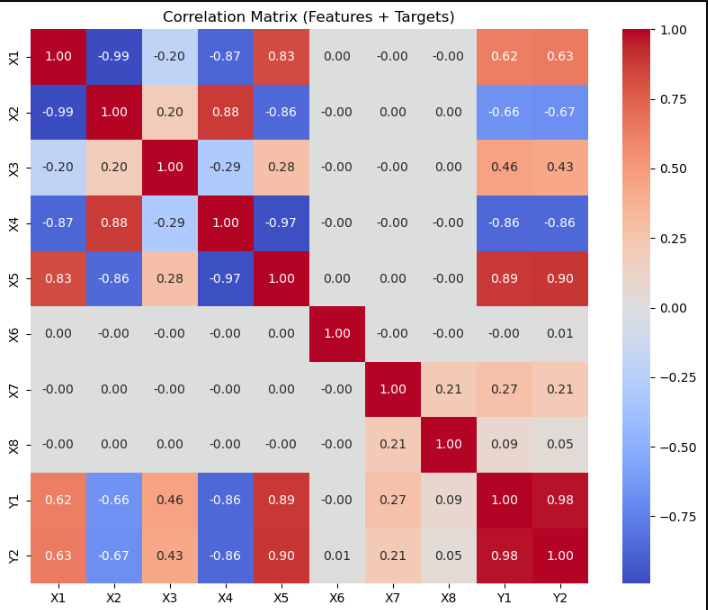 Correlation Matrix (Features + Targets)
X1 1.00 -0.99 -0.20 -0.87 0.83 0.00 -0.00 -0.00 0.62 0.63
X2 -0.99 1.00 0.20 0.88 -0.86 -0.00 0.00 0.00 -0.66 -0.67
X3 -0.20 0.20 1.00 -0.29 0.28 -0.00 -0.00 0.00 0.46 0.43
X4 -0.87 0.88 -0.29 1.00 -0.97 -0.00 -0.00 -0.00 -0.86 -0.86
X5 0.83 -0.86 0.28 -0.97 1.00 0.00 0.00 -0.00 0.89 0.90
X6 0.00 -0.00 -0.00 -0.00 0.00 1.00 -0.00 -0.00 -0.00 0.01
X7 -0.00 0.00 -0.00 -0.00 0.00 -0.00 1.00 0.21 0.27 0.21
X8 -0.00 0.00 0.00 -0.00 -0.00 -0.00 0.21 1.00 0.09 0.05
Y1 0.62 -0.66 0.46 -0.86 0.89 -0.00 0.27 0.09 1.00 0.98
Y2 0.63 -0.67 0.43 -0.86 0.90 0.01 0.21 0.05 0.98 1.00
X1 X2 X3 X4 X5 X6 X7 X8 Y1 Y2
1.00
0.75
0.50
0.25
0.00
−0.25
−0.50
−0.75